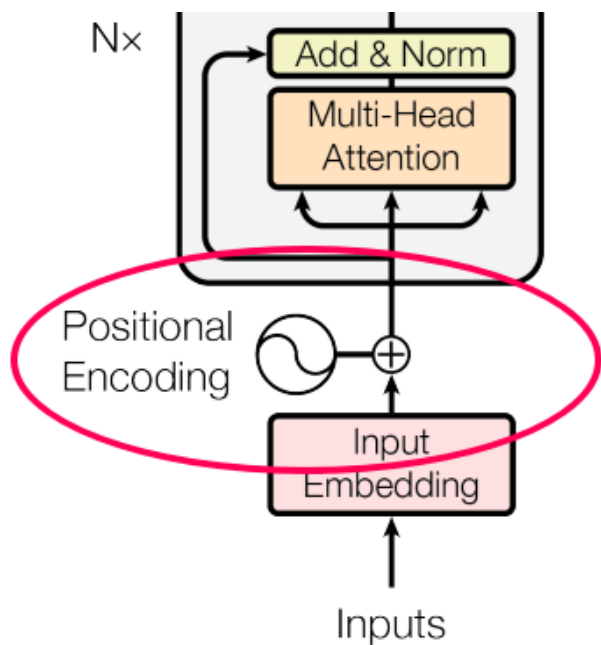 N×
Add & Norm
Multi-Head
Attention
Positional
Encoding
Input
Embedding
Inputs